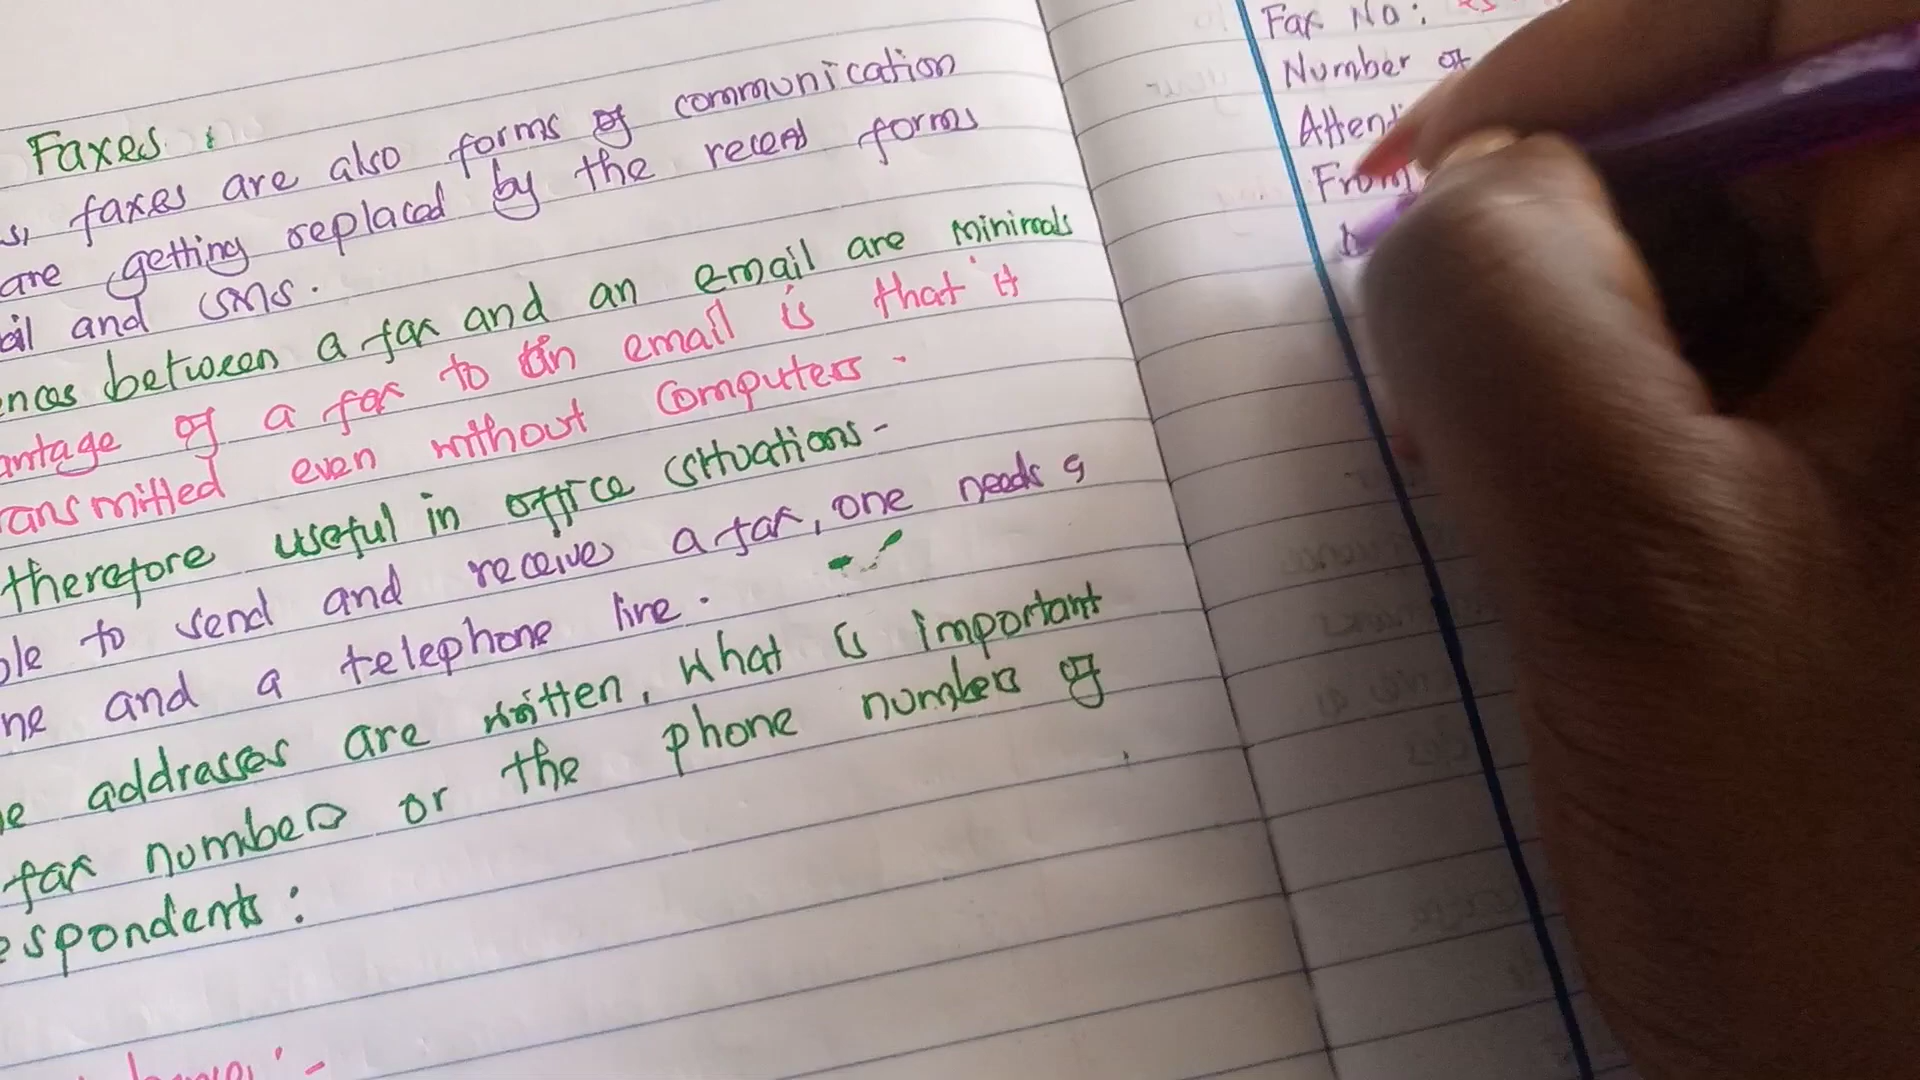 Faxes:
s, faxes are also forms of communication
are getting replaced by the recent forms
ail and SMS.
ences between a fax and an email are minimals
antage of a fax to an email is that it
ransmitted even without computers.
therefore useful in office situations.
ble to send and receive a fax, one needs a
ne and a telephone line.
e addresses are written, what is important
fax numbers or the phone numbers of
espondents:
Fax No:
Number of
Attenti
From